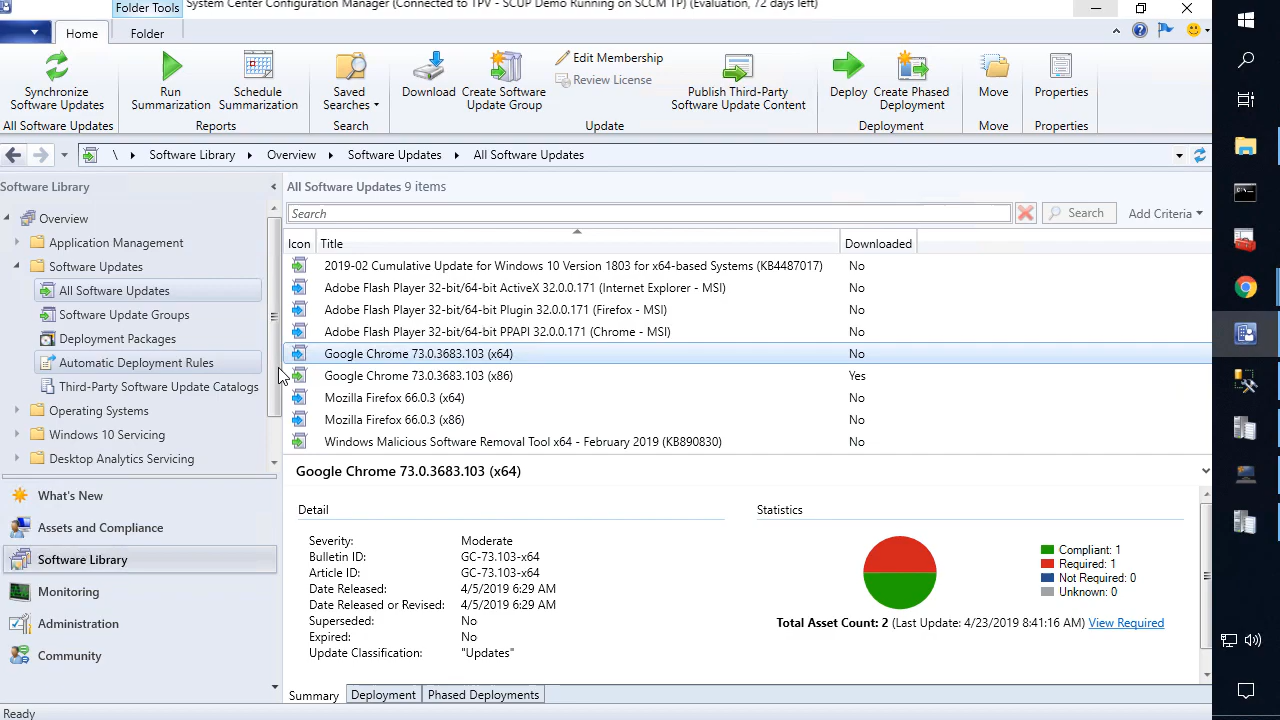 Folder Tools
System Center Configuration Manager (Connected to TPV - SCUP Demo Running on SCCM TP) (Evaluation, 72 days left)
Home
Folder
Synchronize Software Updates
Run Summarization
Schedule Summarization
Saved Searches
Download
Create Software Update Group
Edit Membership
Review License
Publish Third-Party Software Update Content
Deploy
Create Phased Deployment
Move
Properties
All Software Updates
Reports
Search
Update
Deployment
Move
Properties
\ Software Library Overview Software Updates All Software Updates
Software Library
Overview
Application Management
Software Updates
All Software Updates
Software Update Groups
Deployment Packages
Automatic Deployment Rules
Third-Party Software Update Catalogs
Operating Systems
Windows 10 Servicing
Desktop Analytics Servicing
What's New
Assets and Compliance
Software Library
Monitoring
Administration
Community
All Software Updates 9 items
Search
Search
Add Criteria
Icon Title Downloaded
2019-02 Cumulative Update for Windows 10 Version 1803 for x64-based Systems (KB4487017) No
Adobe Flash Player 32-bit/64-bit ActiveX 32.0.0.171 (Internet Explorer - MSI) No
Adobe Flash Player 32-bit/64-bit Plugin 32.0.0.171 (Firefox - MSI) No
Adobe Flash Player 32-bit/64-bit PPAPI 32.0.0.171 (Chrome - MSI) No
Google Chrome 73.0.3683.103 (x64) No
Google Chrome 73.0.3683.103 (x86) Yes
Mozilla Firefox 66.0.3 (x64) No
Mozilla Firefox 66.0.3 (x86) No
Windows Malicious Software Removal Tool x64 - February 2019 (KB890830) No
Google Chrome 73.0.3683.103 (x64)
Detail
Severity: Moderate
Bulletin ID: GC-73.103-x64
Article ID: GC-73.103-x64
Date Released: 4/5/2019 6:29 AM
Date Released or Revised: 4/5/2019 6:29 AM
Superseded: No
Expired: No
Update Classification: "Updates"
Statistics
Compliant: 1
Required: 1
Not Required: 0
Unknown: 0
Total Asset Count: 2 (Last Update: 4/23/2019 8:41:16 AM) View Required
Summary Deployment Phased Deployments
Ready